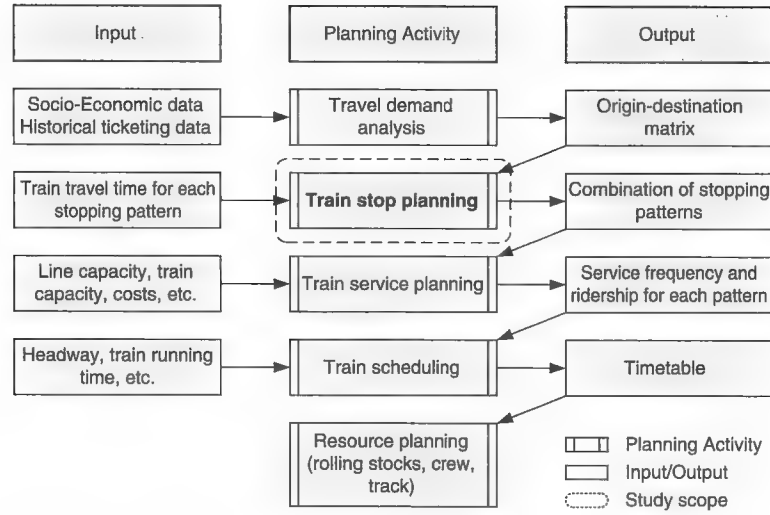 Input
Planning Activity
Output
Socio-Economic data
Historical ticketing data
Travel demand
analysis
Origin-destination
matrix
Train travel time for each
stopping pattern
Train stop planning
Combination of stopping
patterns
Line capacity, train
capacity, costs, etc.
Train service planning
Service frequency and
ridership for each pattern
Headway, train running
time, etc.
Train scheduling
Timetable
Resource planning
(rolling stocks, crew,
track)
Planning Activity
Input/Output
Study scope